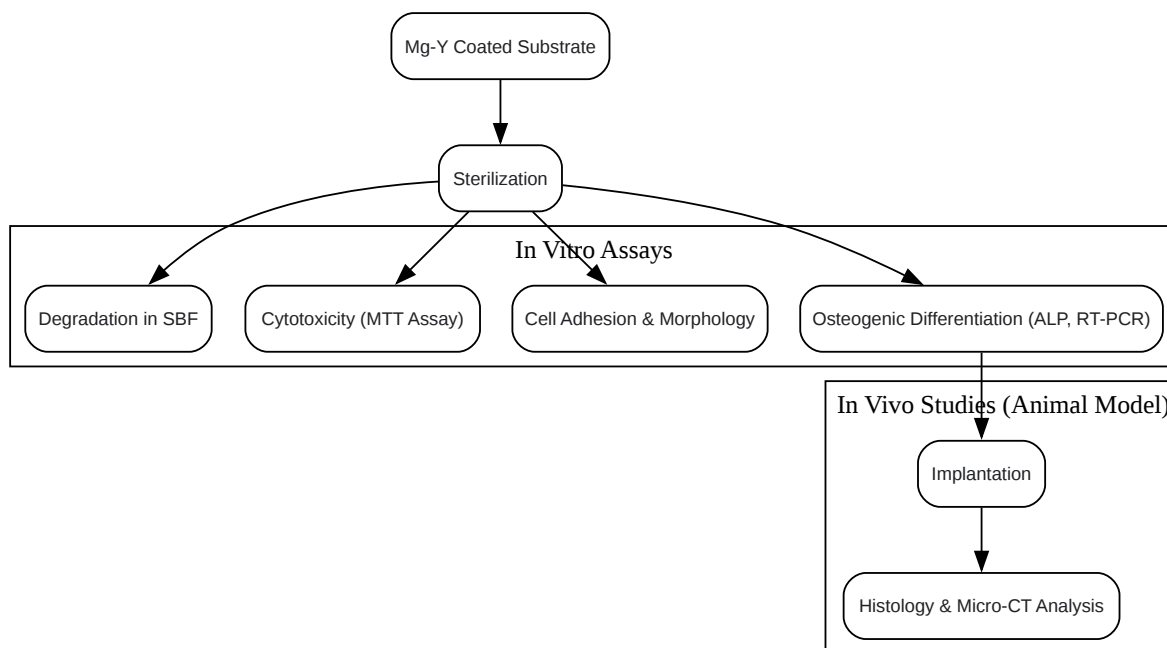 Mg-Y Coated Substrate
Sterilization
In Vitro Assays
Degradation in SBF
Cytotoxicity (MTT Assay)
Cell Adhesion & Morphology
Osteogenic Differentiation (ALP, RT-PCR)
In Vivo Studies (Animal Model)
Implantation
Histology & Micro-CT Analysis